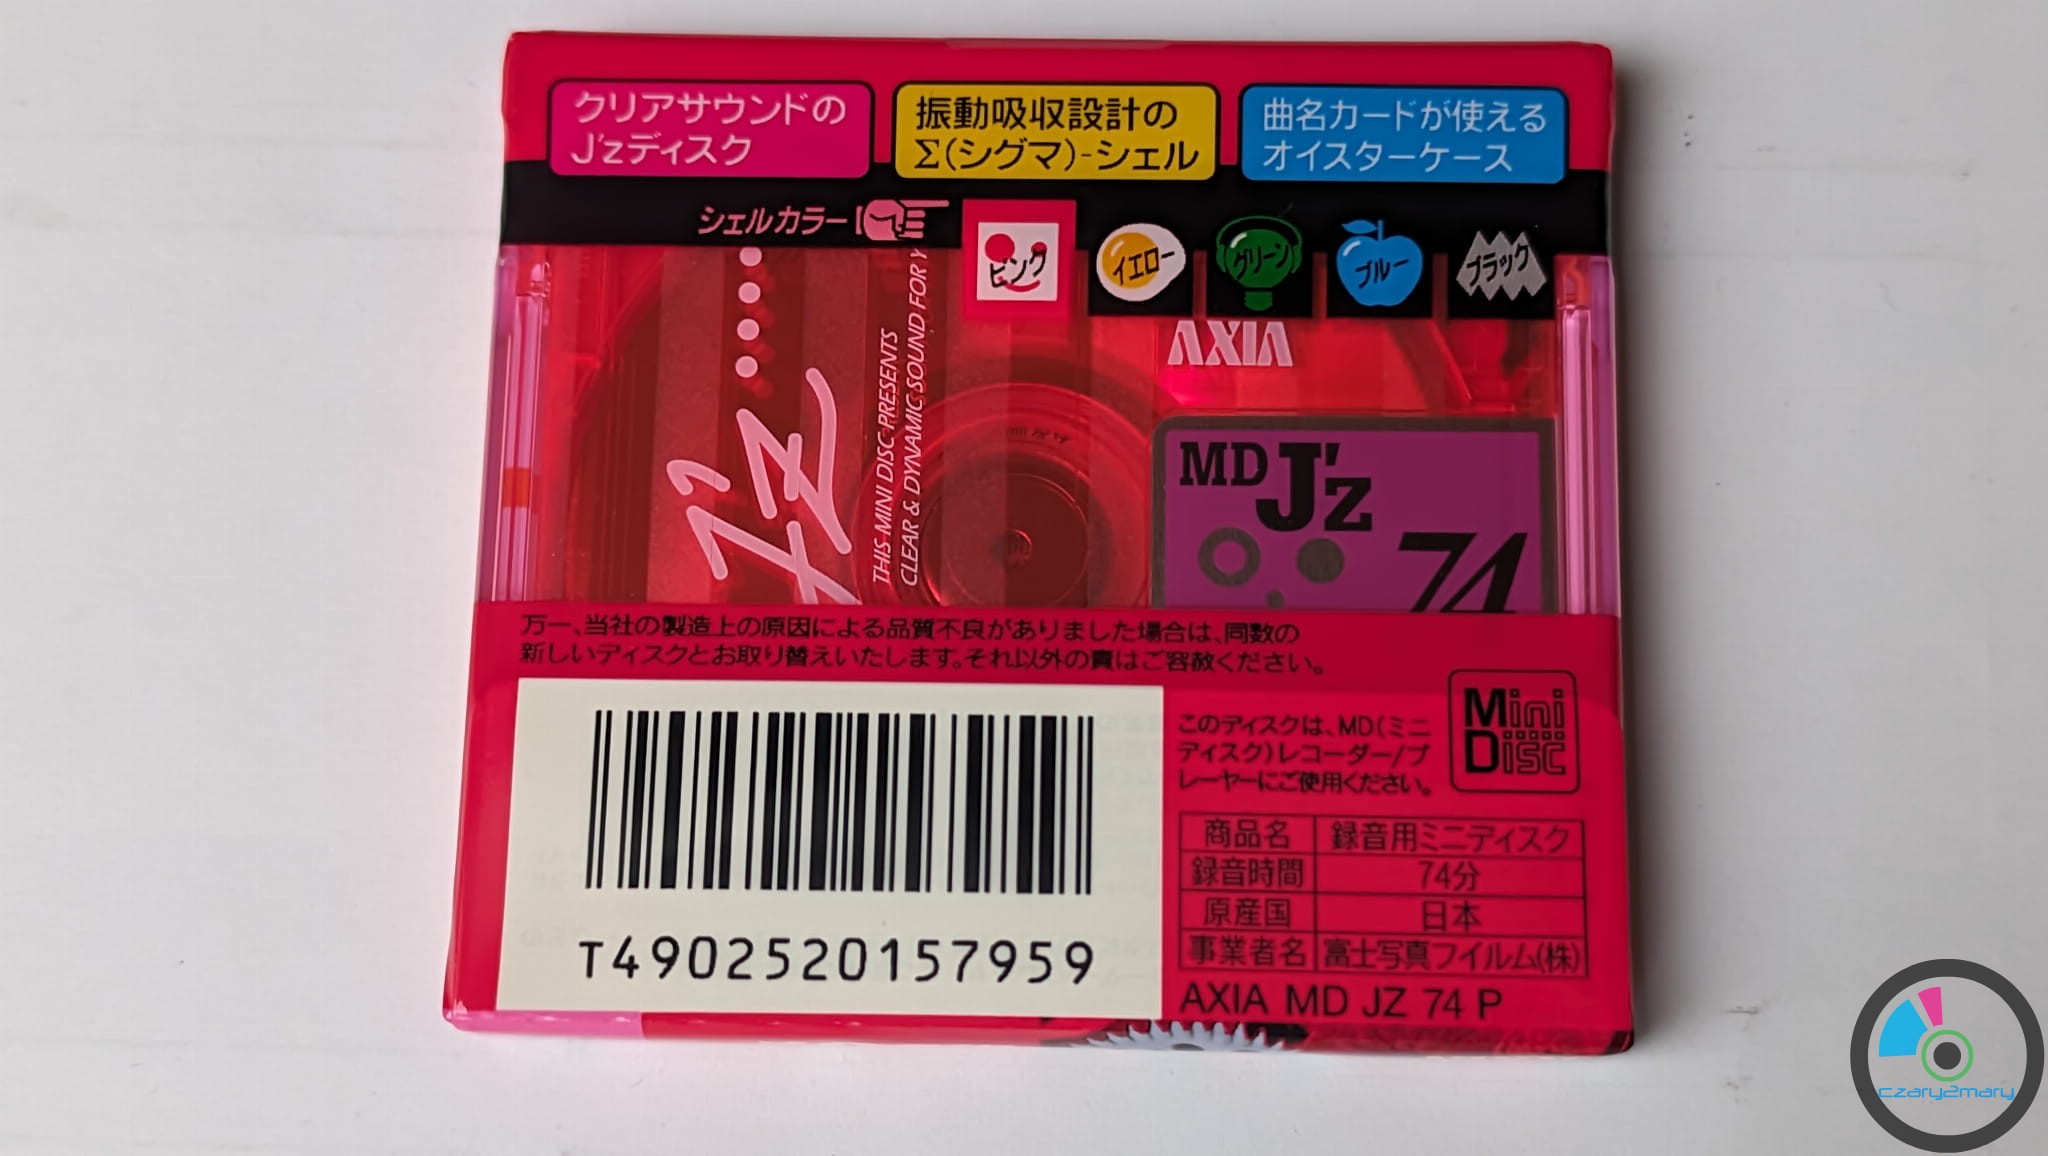 クリアサウンドの
J'zディスク
振動吸収設計の
Σ(シグマ)-シェル
曲名カードが使える
オイスターケース
シェルカラー
ピンク
イエロー
グリーン
ブルー
ブラック
AXIA
J'z
THIS MINI DISC PRESENTS
CLEAR & DYNAMIC SOUND FOR Y
MD J'z
74
万一、当社の製造上の原因による品質不良がありました場合は、同数の
新しいディスクとお取り替えいたします。それ以外の責はご容赦ください。
T4902520157959
このディスクは、MD(ミニ
ディスク)レコーダー/プ
レーヤーにご使用ください。
Mini
Disc
商品名 録音用ミニディスク
録音時間 74分
原産国 日本
事業者名 富士写真フイルム(株)
AXIA MD JZ 74 P
czary2mary